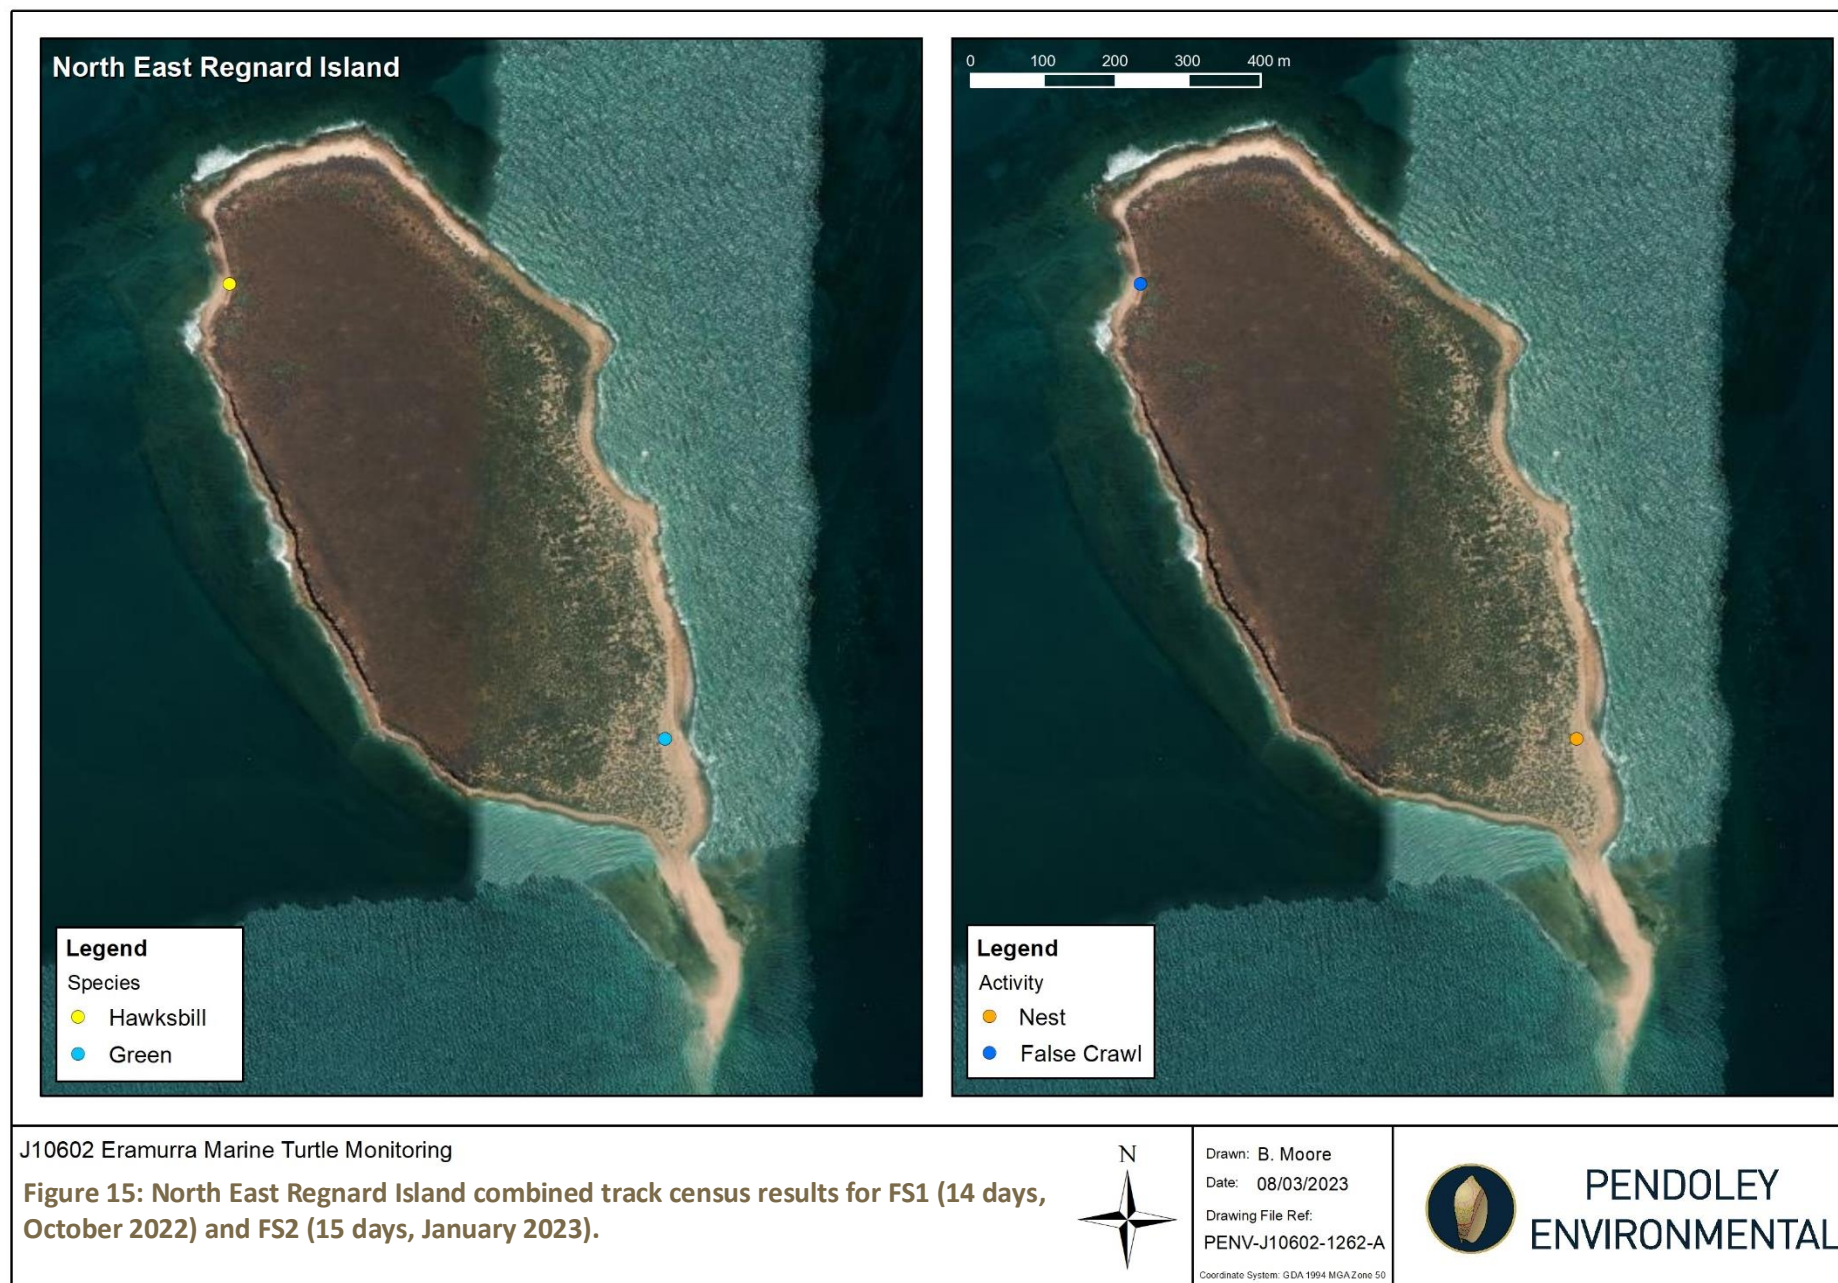 North East Regnard Island
0 100 200 300 400 m
Legend
Species
Hawksbill
Green
Legend
Activity
Nest
False Crawl
J10602 Eramurra Marine Turtle Monitoring
Figure 15: North East Regnard Island combined track census results for FS1 (14 days,
October 2022) and FS2 (15 days, January 2023).
N
Drawn: B. Moore
Date: 08/03/2023
Drawing File Ref:
PENV-J10602-1262-A
Coordinate System: GDA 1994 MGA Zone 50
PENDOLEY
ENVIRONMENTAL